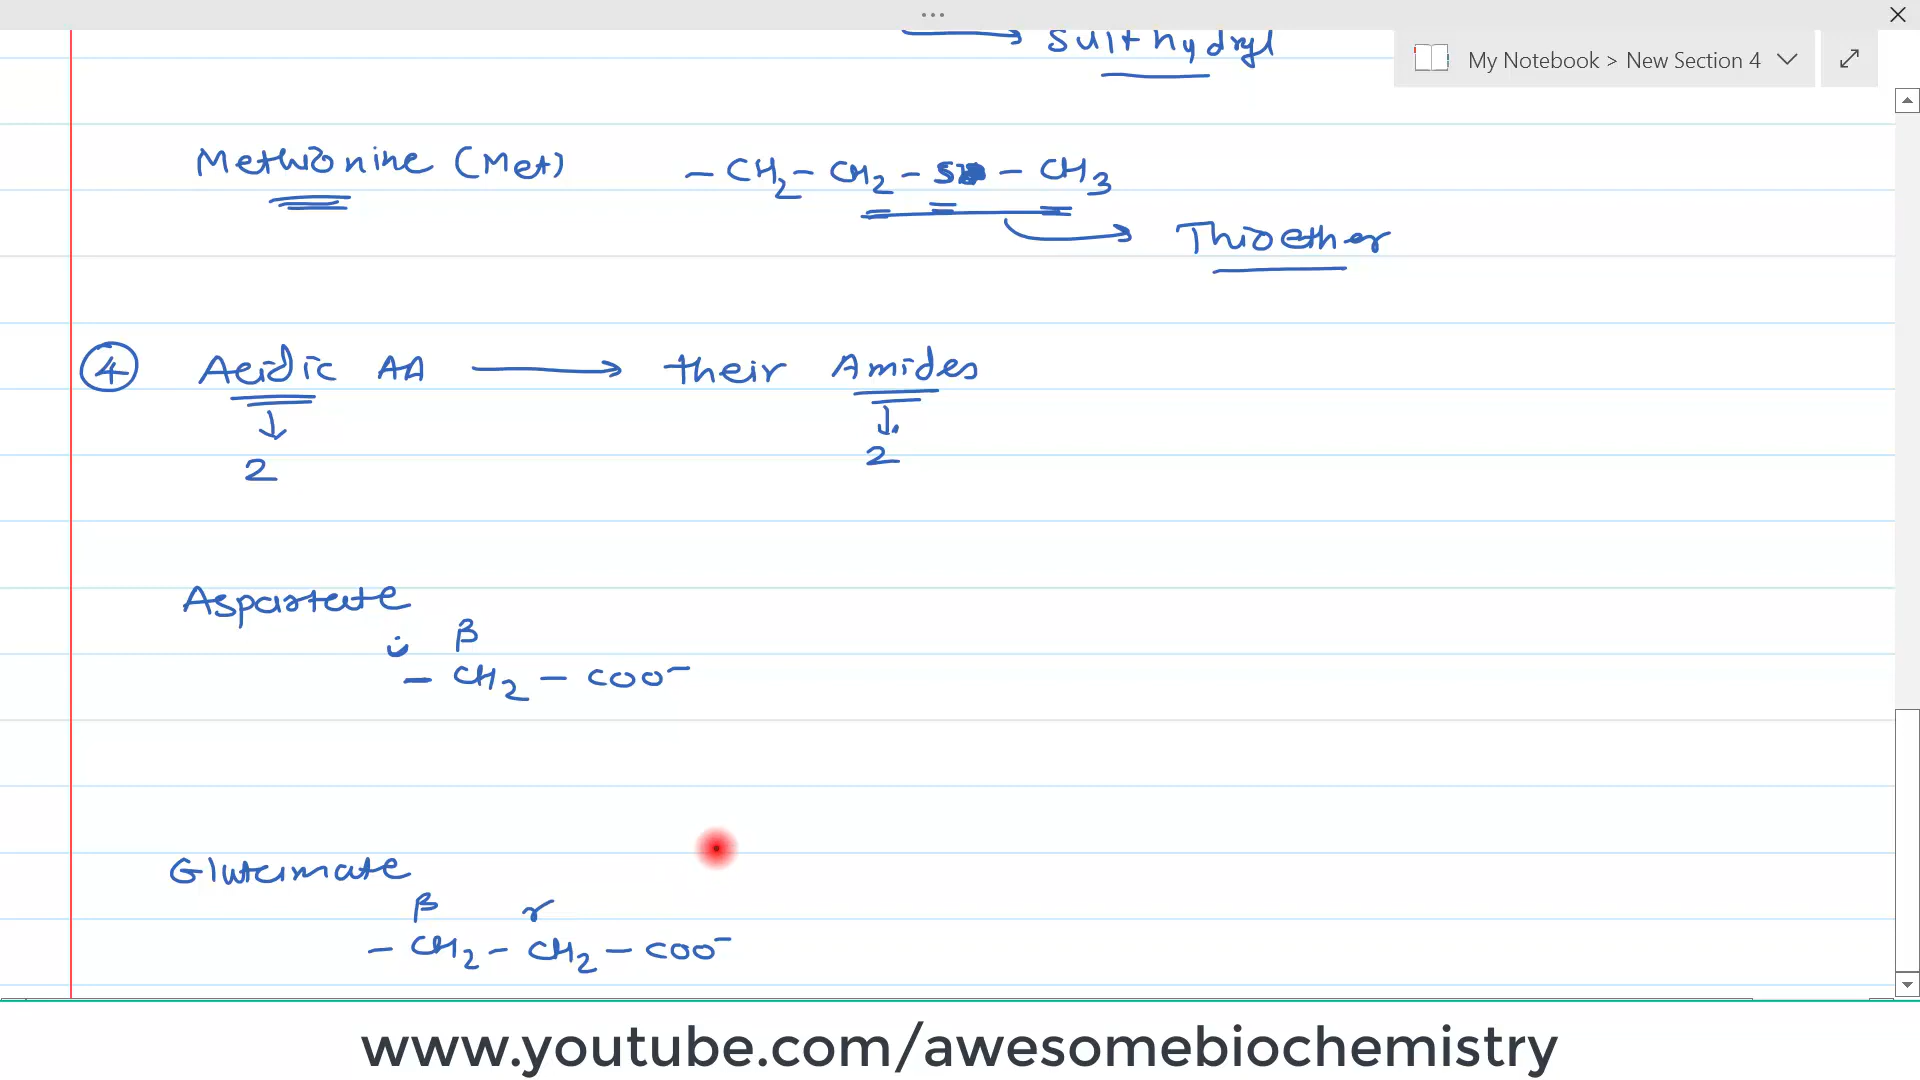 Sulfhydryl
My Notebook > New Section 4
Methionine (Met) – CH2 – CH2 – S – CH3
Thioether
4 Acidic AA → their Amides
↓ ↓
2 2
Aspartate
β
– CH2 – COO–
Glutamate
β γ
– CH2 – CH2 – COO–
www.youtube.com/awesomebiochemistry